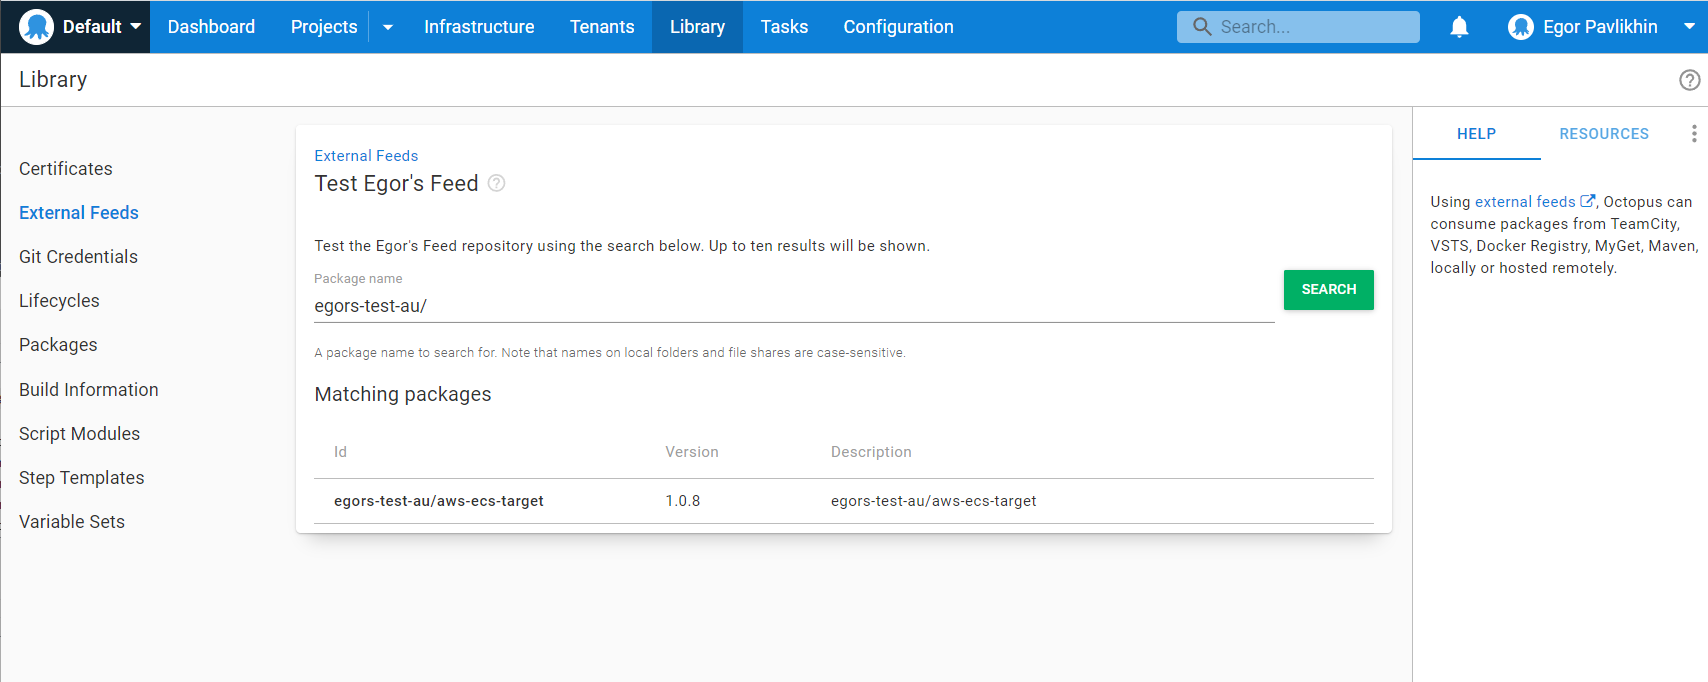 Default Dashboard Projects Infrastructure Tenants Library Tasks Configuration Search... Egor Pavlikhin
Library
Certificates
External Feeds
Git Credentials
Lifecycles
Packages
Build Information
Script Modules
Step Templates
Variable Sets
External Feeds
Test Egor's Feed
Test the Egor's Feed repository using the search below. Up to ten results will be shown.
Package name
egors-test-au/
SEARCH
A package name to search for. Note that names on local folders and file shares are case-sensitive.
Matching packages
Id Version Description
egors-test-au/aws-ecs-target 1.0.8 egors-test-au/aws-ecs-target
HELP RESOURCES
Using external feeds, Octopus can
consume packages from TeamCity,
VSTS, Docker Registry, MyGet, Maven,
locally or hosted remotely.